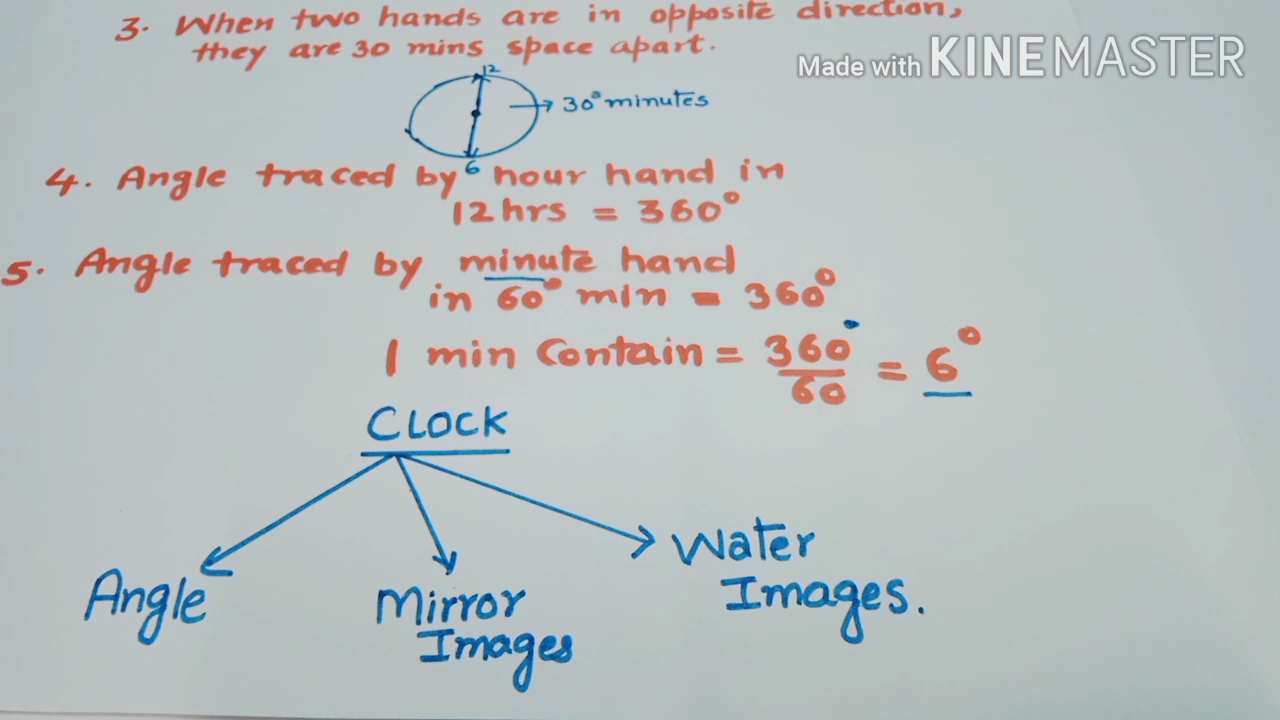 3. When two hands are in opposite direction,
they are 30 mins space apart.
Made with KINEMASTER
12
30° minutes
6
4. Angle traced by hour hand in
12 hrs = 360°
5. Angle traced by minute hand
in 60° min = 360°
1 min Contain = 360°/60 = 6°
CLOCK
Angle
Mirror
Images
Water
Images.